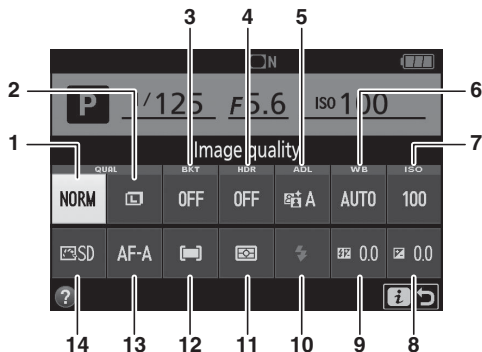 3 4 5
N
2 6
P 1/125 F5.6 ISO 100
1 7
Image quality
QUAL BKT HDR ADL WB ISO
NORM L OFF OFF A AUTO 100
SD AF-A 0.0 0.0
? i
14 13 12 11 10 9 8